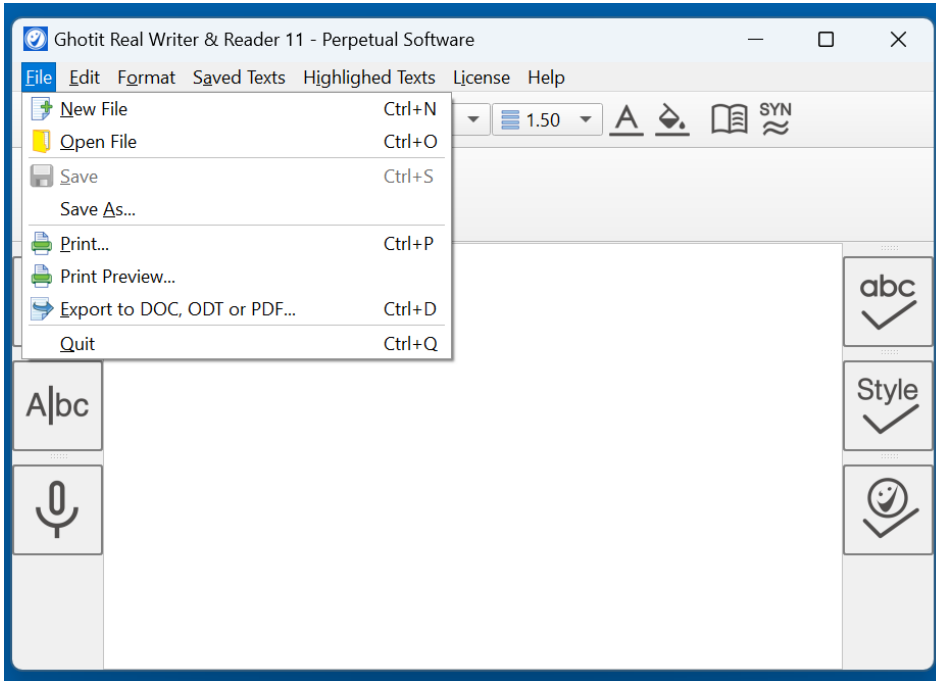 Ghotit Real Writer & Reader 11 - Perpetual Software
File Edit Format Saved Texts Highlighted Texts License Help
New File Ctrl+N
Open File Ctrl+O
Save Ctrl+S
Save As...
Print... Ctrl+P
Print Preview...
Export to DOC, ODT or PDF... Ctrl+D
Quit Ctrl+Q
1.50 A SYN
abc
A|bc
Style